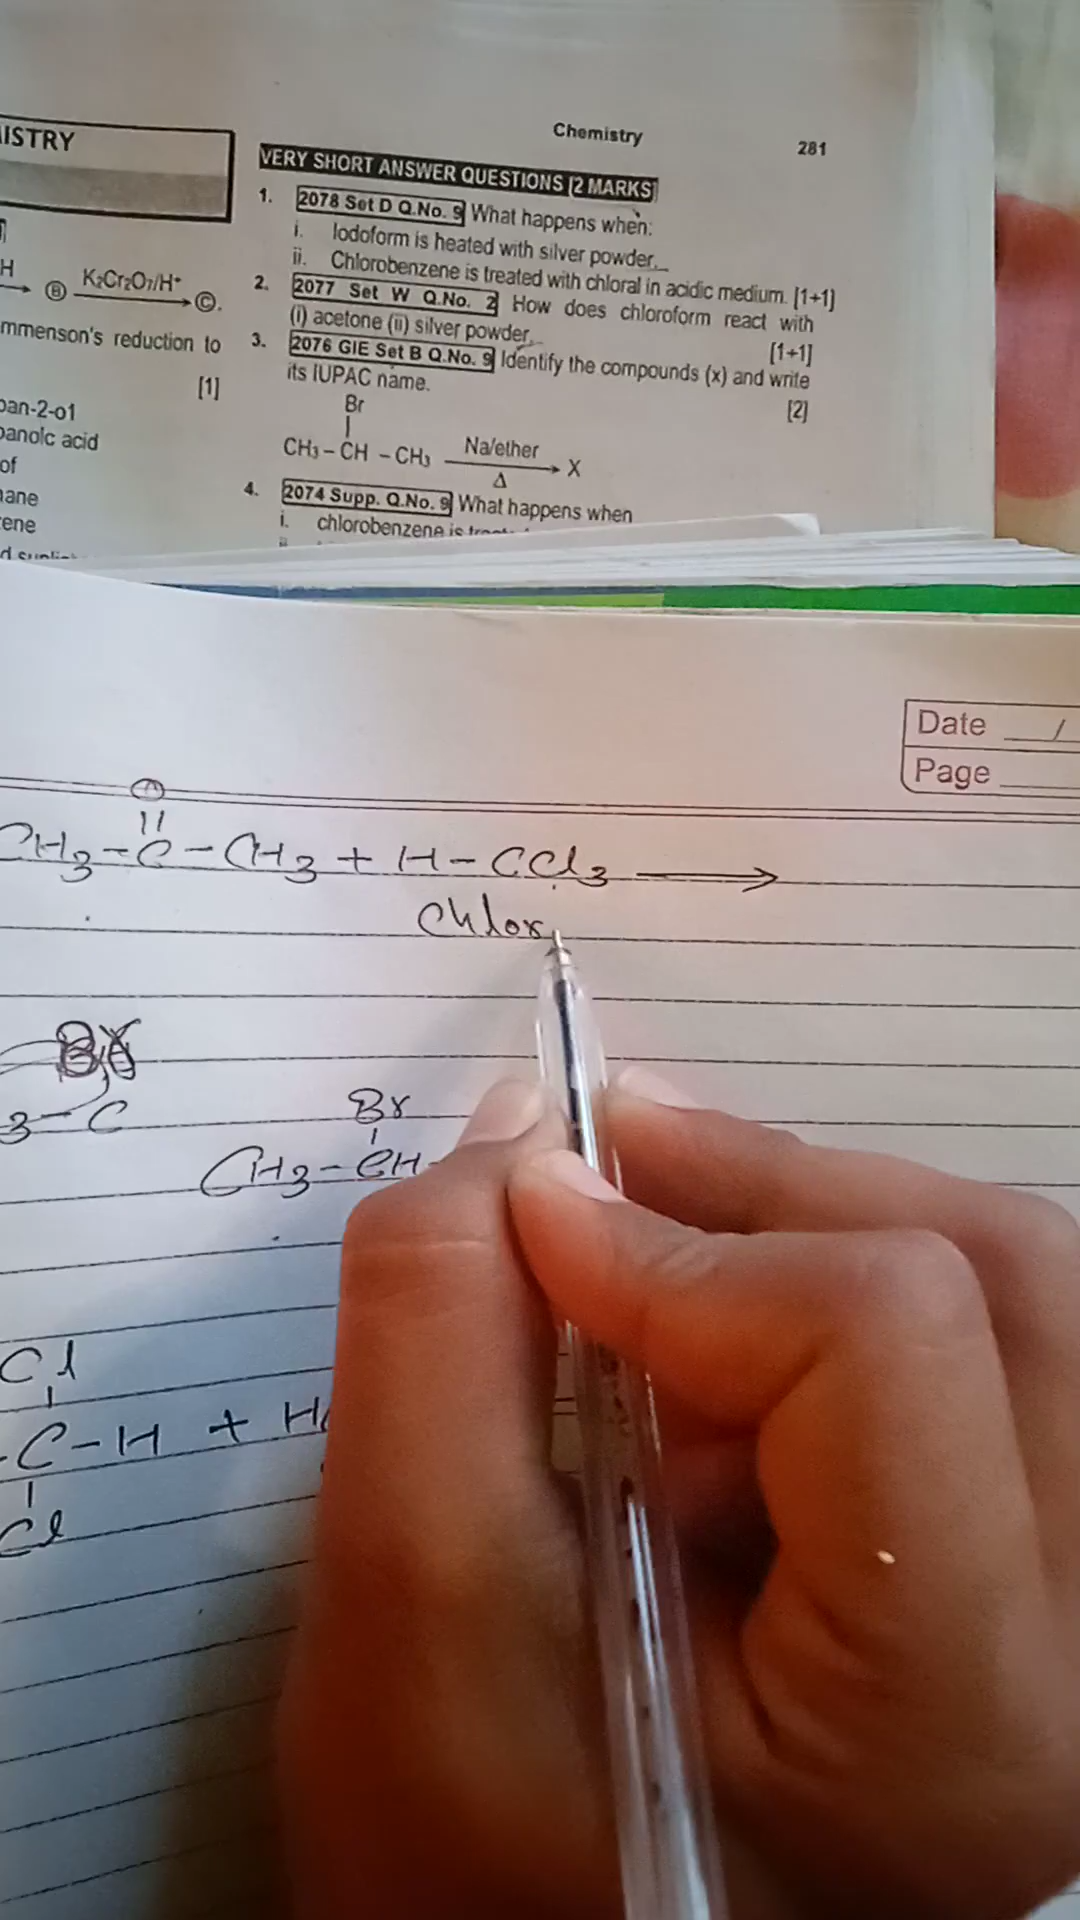 ISTRY
H
Ⓑ K₂Cr₂O₇/H⁺ Ⓒ.
mmenson's reduction to
[1]
pan-2-o1
panolc acid
of
ane
ene
Chemistry 281
VERY SHORT ANSWER QUESTIONS [2 MARKS]
1. 2078 Set D Q.No. 9 What happens when:
i. Iodoform is heated with silver powder.
ii. Chlorobenzene is treated with chloral in acidic medium. [1+1]
2. 2077 Set W Q.No. 2 How does chloroform react with
(i) acetone (ii) silver powder. [1+1]
3. 2076 GIE Set B Q.No. 9 Identify the compounds (x) and write
its IUPAC name. [2]
Br
CH₃ – CH – CH₃ Na/ether → X
Δ
4. 2074 Supp. Q.No. 9 What happens when
i. chlorobenzene is
Date /
Page
O
CH3-C-CH3 + H-CCl3 →
Chlor
3-C
Br
CH3-CH-
Cl
-C-H + H
Cl